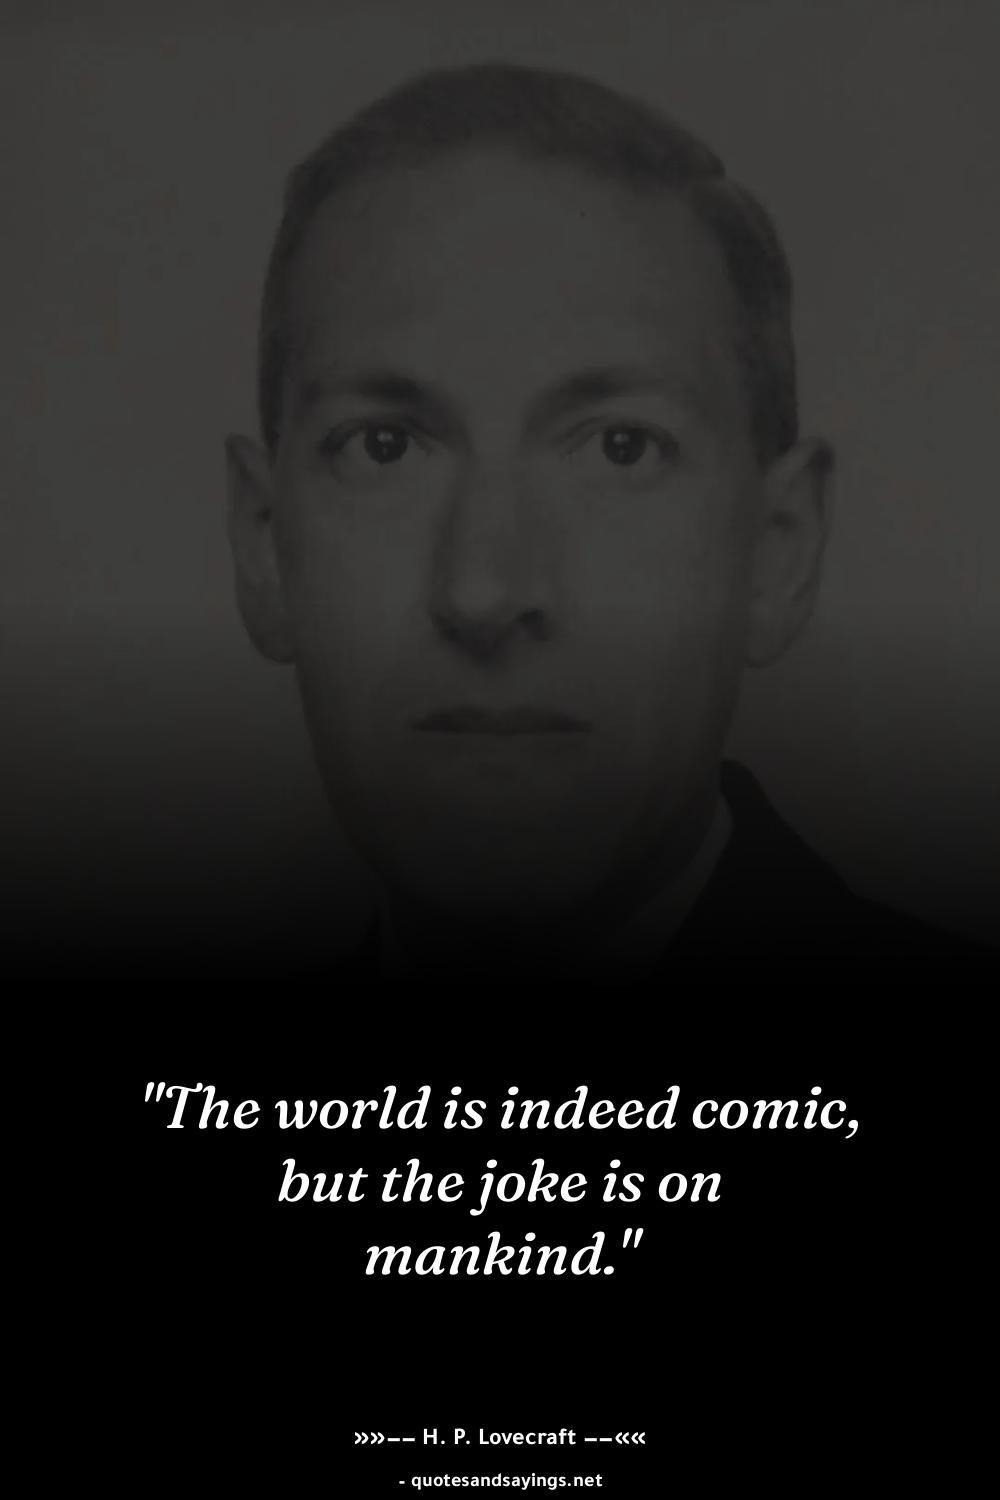 "The world is indeed comic,
but the joke is on
mankind."
»»−− H. P. Lovecraft −−««
- quotesandsayings.net